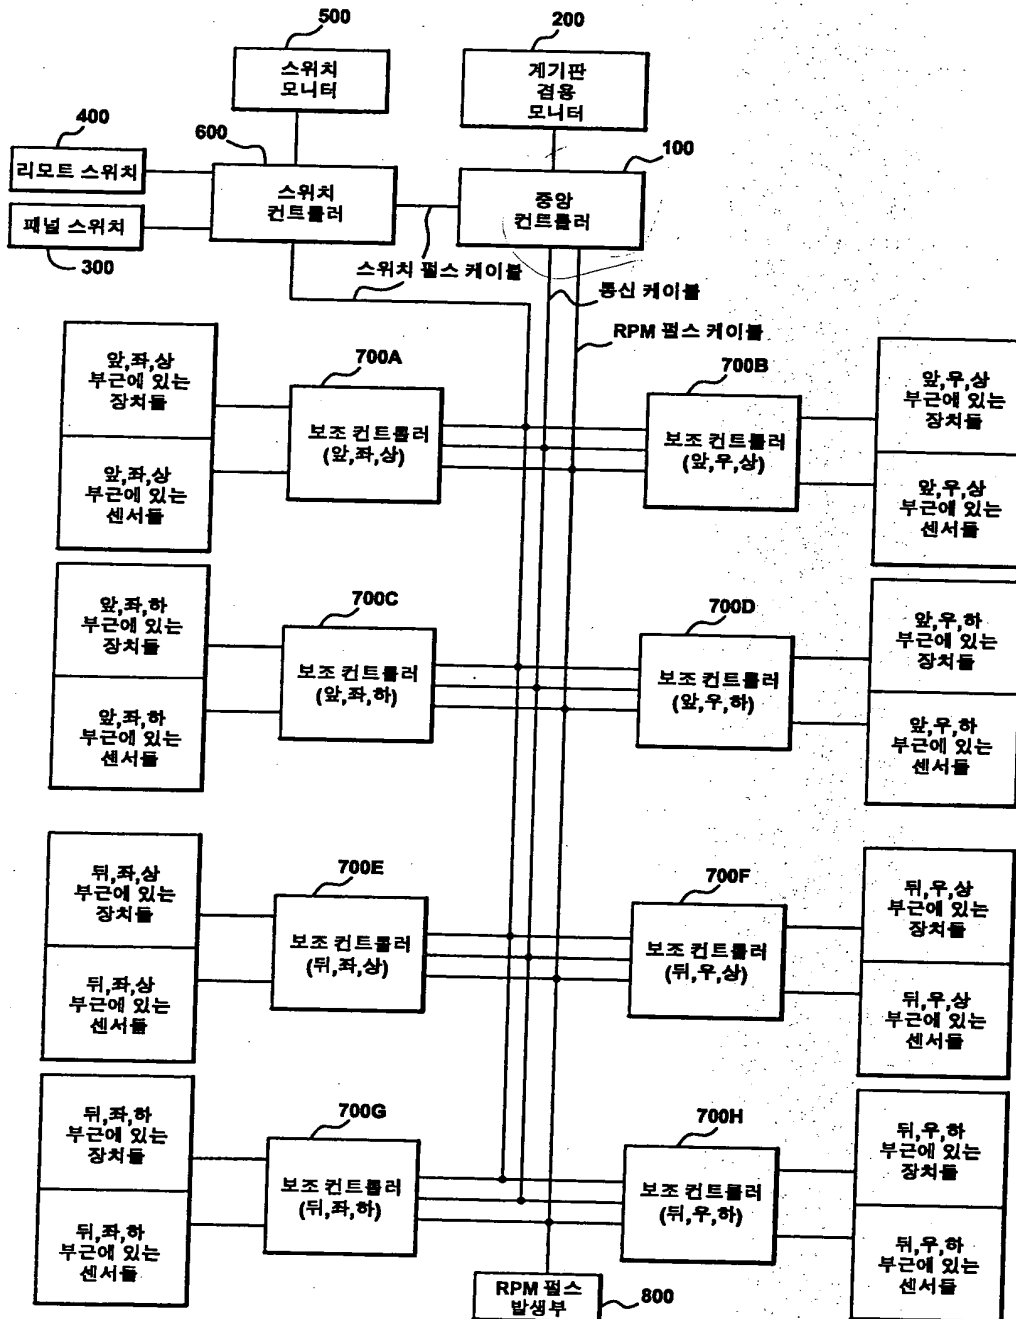 500
스위치
모니터
200
계기판
겸용
모니터
400
리모트 스위치
600
스위치
컨트롤러
100
중앙
컨트롤러
패널 스위치
300
스위치 펄스 케이블
통신 케이블
RPM 펄스 케이블
앞,좌,상
부근에 있는
장치들
앞,좌,상
부근에 있는
센서들
700A
보조 컨트롤러
(앞,좌,상)
700B
보조 컨트롤러
(앞,우,상)
앞,우,상
부근에 있는
장치들
앞,우,상
부근에 있는
센서들
앞,좌,하
부근에 있는
장치들
앞,좌,하
부근에 있는
센서들
700C
보조 컨트롤러
(앞,좌,하)
700D
보조 컨트롤러
(앞,우,하)
앞,우,하
부근에 있는
장치들
앞,우,하
부근에 있는
센서들
뒤,좌,상
부근에 있는
장치들
뒤,좌,상
부근에 있는
센서들
700E
보조 컨트롤러
(뒤,좌,상)
700F
보조 컨트롤러
(뒤,우,상)
뒤,우,상
부근에 있는
장치들
뒤,우,상
부근에 있는
센서들
뒤,좌,하
부근에 있는
장치들
뒤,좌,하
부근에 있는
센서들
700G
보조 컨트롤러
(뒤,좌,하)
700H
보조 컨트롤러
(뒤,우,하)
뒤,우,하
부근에 있는
장치들
뒤,우,하
부근에 있는
센서들
RPM 펄스
발생부
800